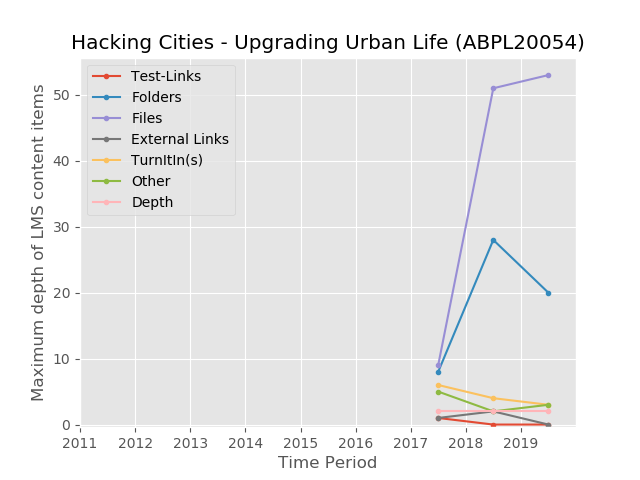 Hacking Cities - Upgrading Urban Life (ABPL20054)
Test-Links
Folders
Files
External Links
TurnItIn(s)
Other
Depth
Maximum depth of LMS content items
50
40
30
20
10
0
2011 2012 2013 2014 2015 2016 2017 2018 2019
Time Period